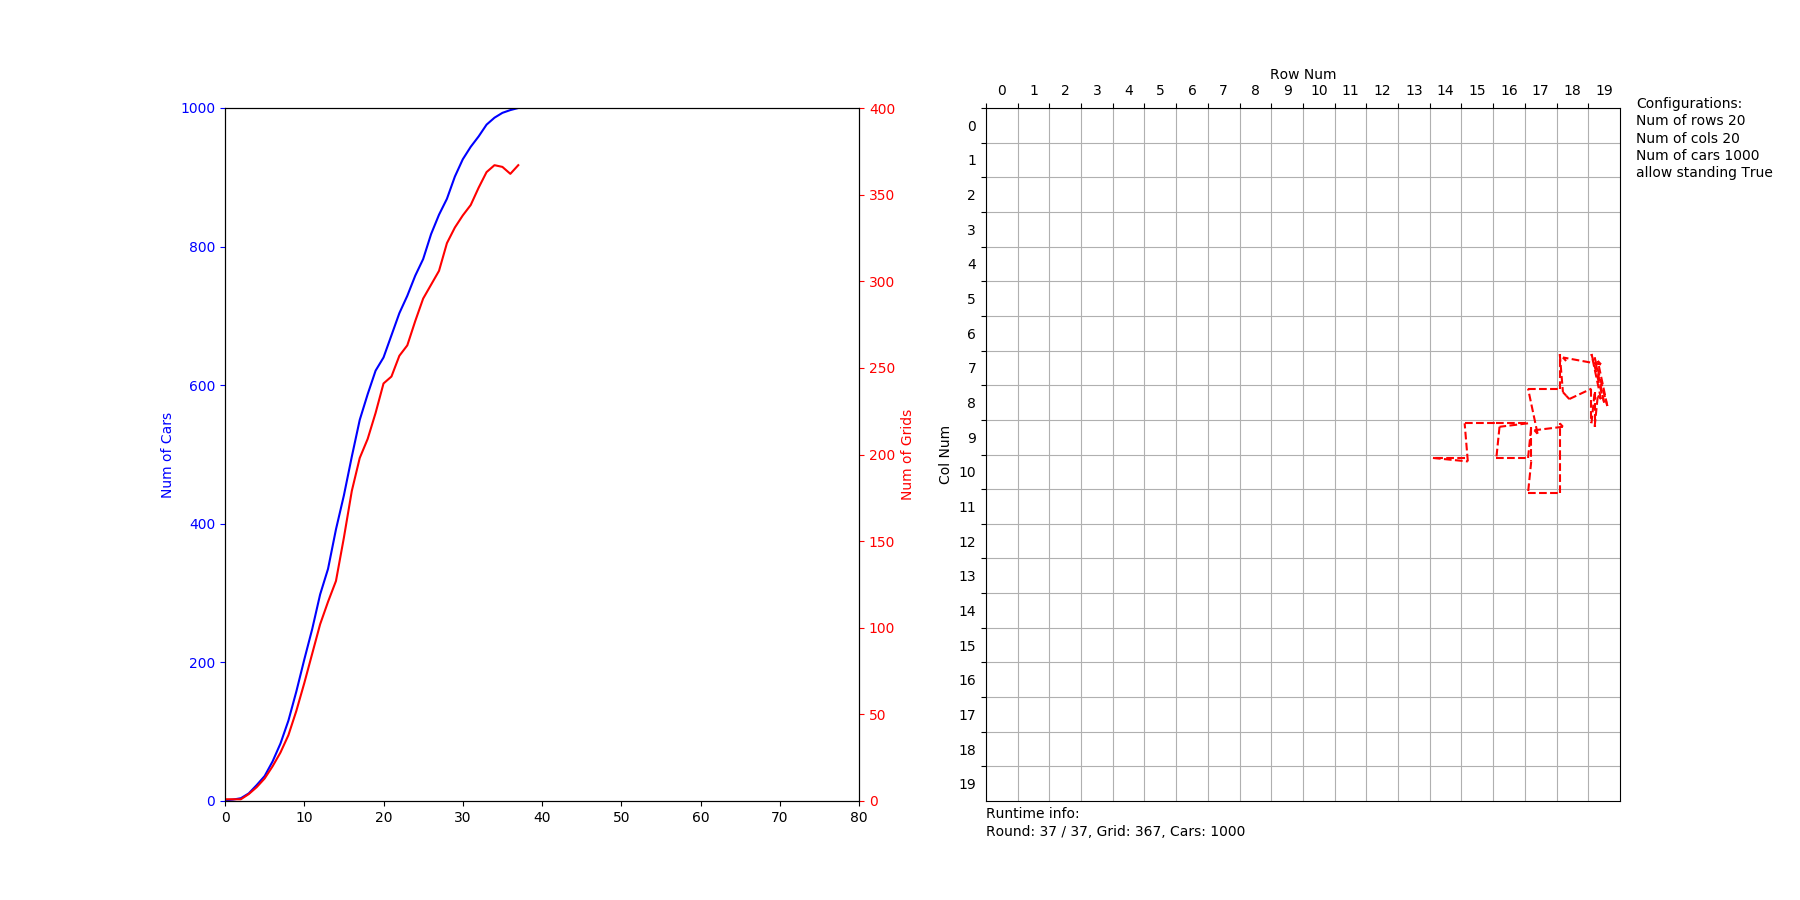 Row Num
0 1 2 3 4 5 6 7 8 9 10 11 12 13 14 15 16 17 18 19
Configurations:
Num of rows 20
Num of cols 20
Num of cars 1000
allow standing True
1000
800
600
400
200
0
Num of Cars
0 10 20 30 40 50 60 70 80
400
350
300
250
200
150
100
50
0
Num of Grids
Col Num
0
1
2
3
4
5
6
7
8
9
10
11
12
13
14
15
16
17
18
19
Runtime info:
Round: 37 / 37, Grid: 367, Cars: 1000